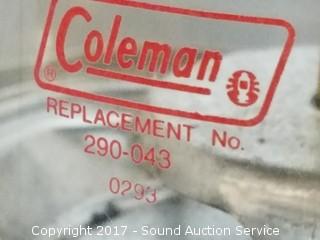 Coleman
®
REPLACEMENT No.
290-043
0293
Copyright 2017 - Sound Auction Service